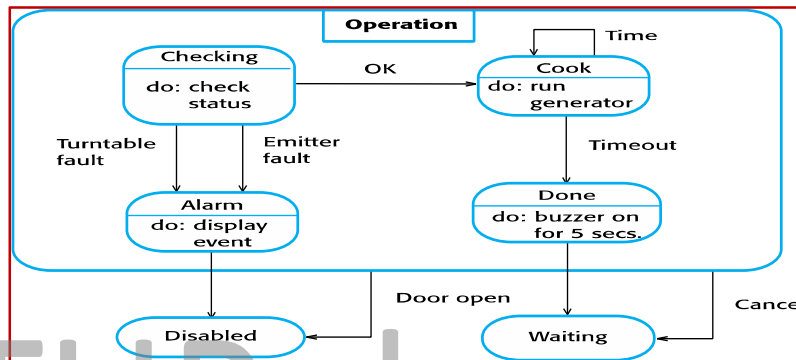 Operation
Time
Checking
OK
Cook
do: check
status
do: run
generator
Turntable
fault
Emitter
fault
Timeout
Alarm
Done
do: display
event
do: buzzer on
for 5 secs.
Door open
Disabled
Waiting